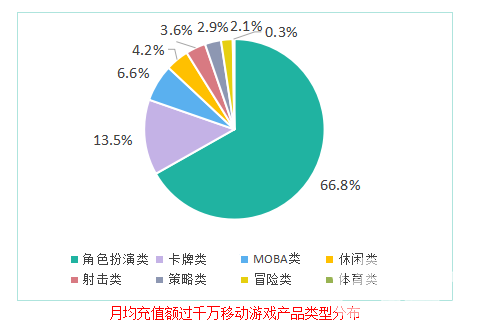 3.6% 2.9% 2.1% 0.3%
4.2%
6.6%
13.5%
66.8%
角色扮演类 卡牌类 MOBA类 休闲类
射击类 策略类 冒险类 体育类
月均充值额过千万移动游戏产品类型分布